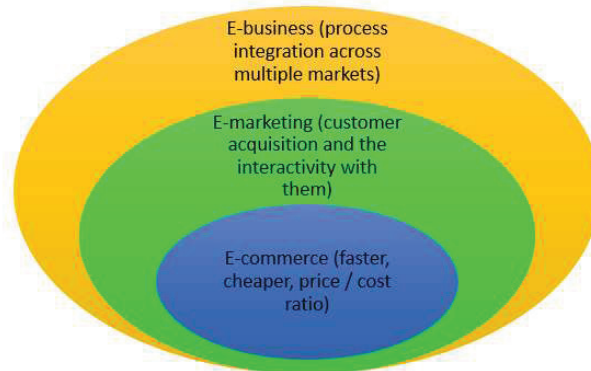 E-business (process
integration across
multiple markets)
E-marketing (customer
acquisition and the
interactivity with
them)
E-commerce (faster,
cheaper, price / cost
ratio)